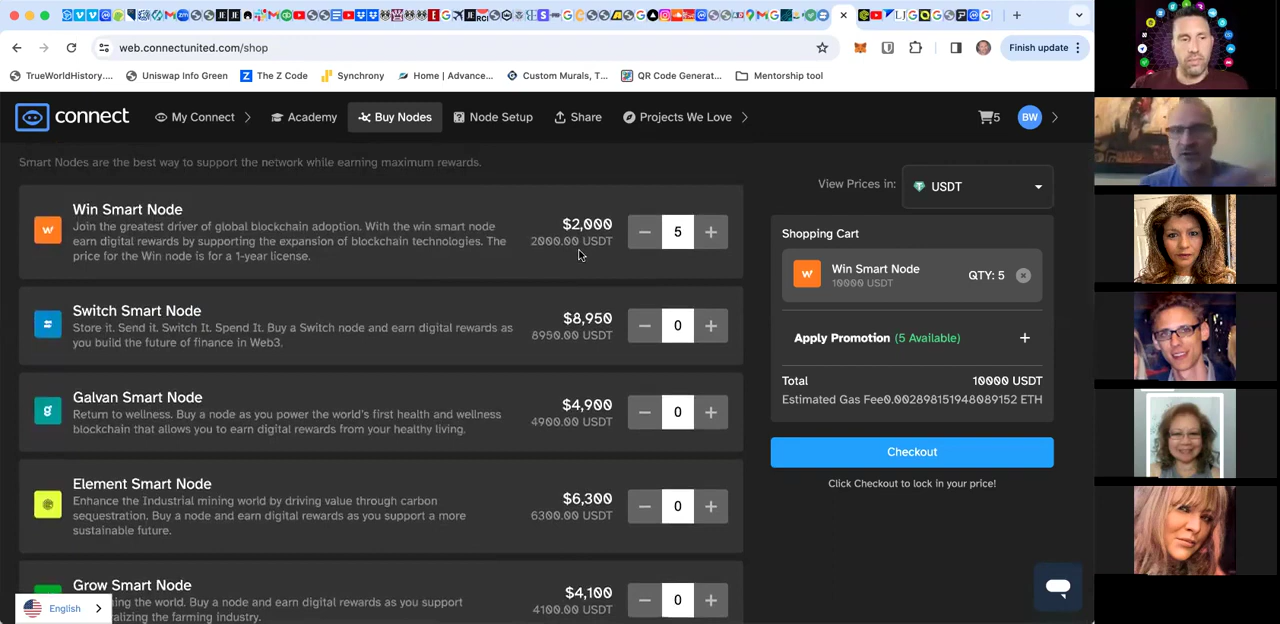 web.connectunited.com/shop
Finish update
TrueWorldHistory....
Uniswap Info Green
The Z Code
Synchrony
Home | Advance...
Custom Murals, T...
QR Code Generat...
Mentorship tool
connect
My Connect
Academy
Buy Nodes
Node Setup
Share
Projects We Love
5
BW
Smart Nodes are the best way to support the network while earning maximum rewards.
Win Smart Node
Join the greatest driver of global blockchain adoption. With the win smart node
earn digital rewards by supporting the expansion of blockchain technologies. The
price for the Win node is for a 1-year license.
$2,000
2000.00 USDT
5
Switch Smart Node
Store it. Send it. Switch It. Spend It. Buy a Switch node and earn digital rewards as
you build the future of finance in Web3.
$8,950
8950.00 USDT
0
Galvan Smart Node
Return to wellness. Buy a node as you power the world's first health and wellness
blockchain that allows you to earn digital rewards from your healthy living.
$4,900
4900.00 USDT
0
Element Smart Node
Enhance the Industrial mining world by driving value through carbon
sequestration. Buy a node and earn digital rewards as you support a more
sustainable future.
$6,300
6300.00 USDT
0
Grow Smart Node
ing the world. Buy a node and earn digital rewards as you support
ralizing the farming industry.
$4,100
4100.00 USDT
0
View Prices in:
USDT
Shopping Cart
Win Smart Node
10000 USDT
QTY: 5
Apply Promotion (5 Available)
Total 10000 USDT
Estimated Gas Fee0.002898151948089152 ETH
Checkout
Click Checkout to lock in your price!
English